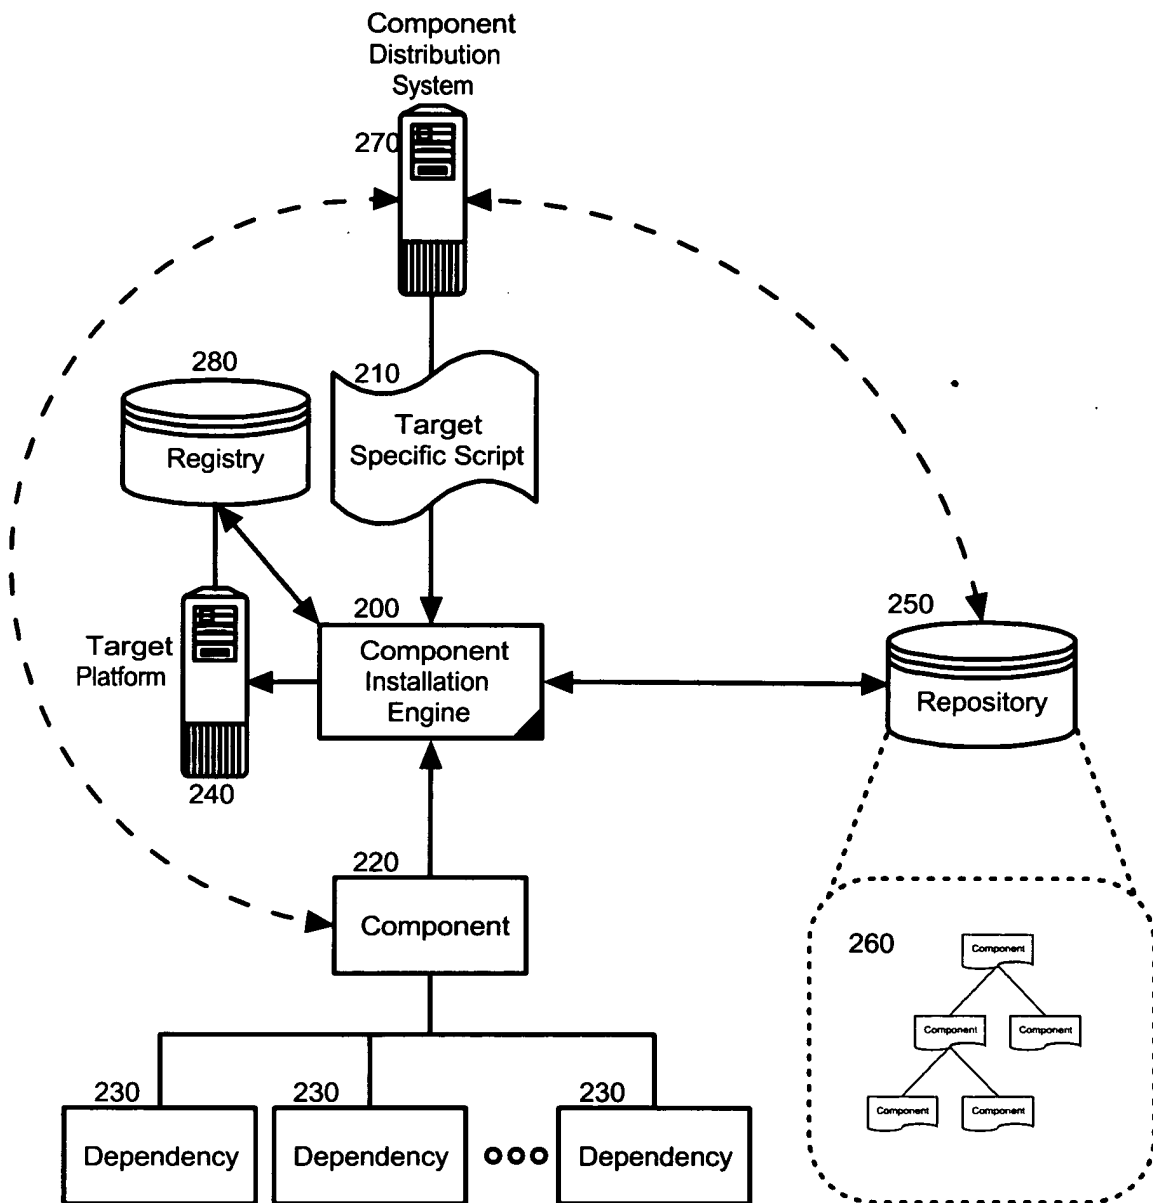 Component
Distribution
System
270
280
210
Target
Specific Script
Registry
200
250
Target
Platform
Component
Installation
Engine
Repository
240
220
Component
260
Component
Component
Component
Component
Component
230
230
230
Dependency
Dependency
Dependency